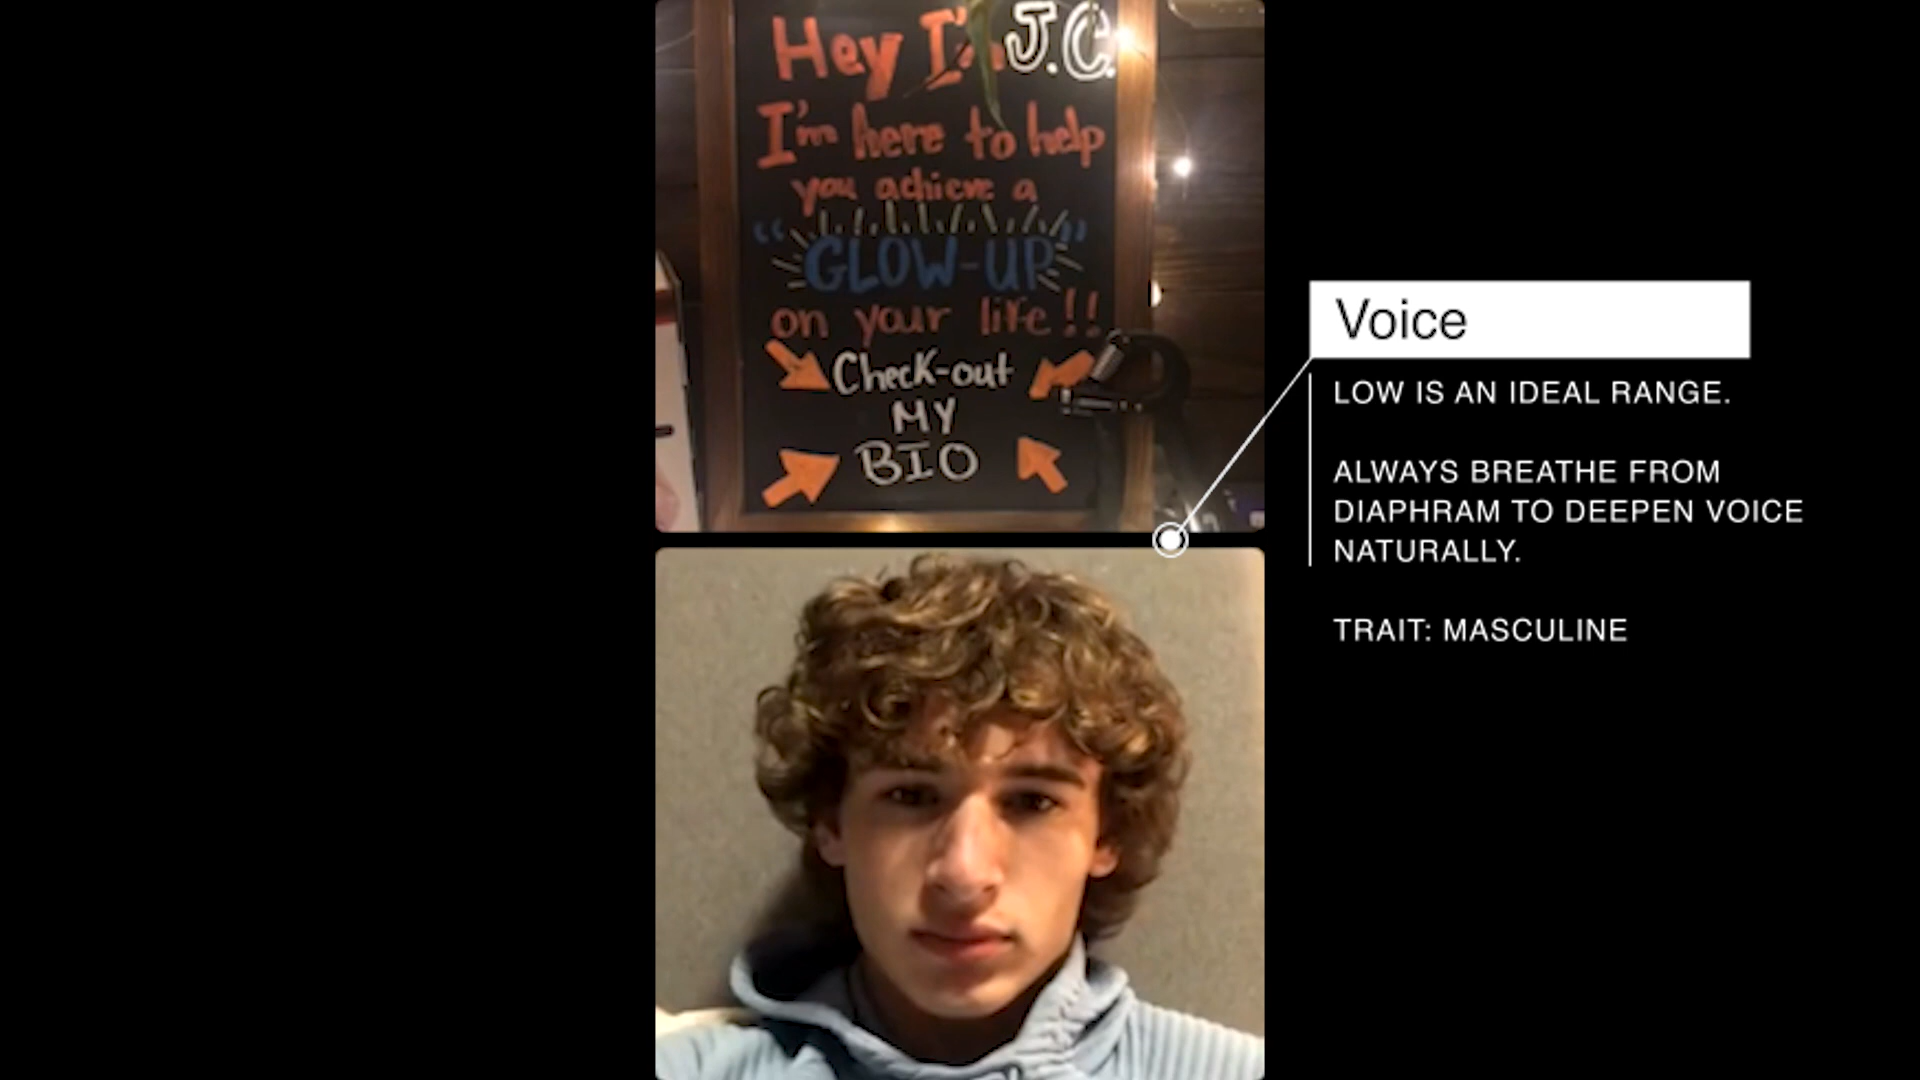 Hey I'm J.C.
I'm here to help
you achieve a
"GLOW-UP"
on your life!!
Check-out
MY
BIO
Voice
LOW IS AN IDEAL RANGE.
ALWAYS BREATHE FROM
DIAPHRAM TO DEEPEN VOICE
NATURALLY.
TRAIT: MASCULINE